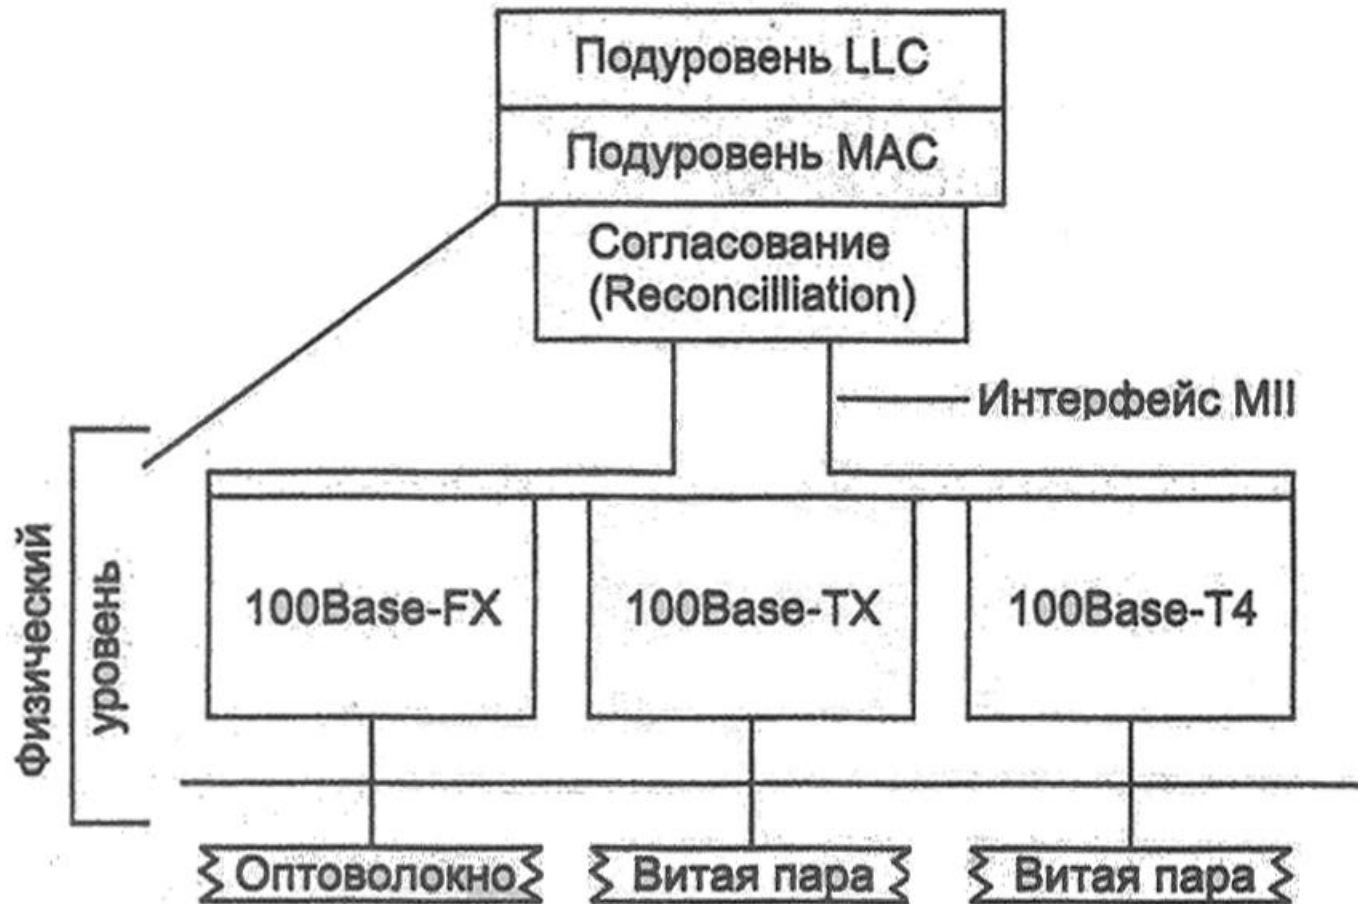 Подуровень LLC
Подуровень MAC
Согласование
(Reconcilliation)
Интерфейс MII
Физический
уровень
100Base-FX
100Base-TX
100Base-T4
Оптоволокно
Витая пара
Витая пара